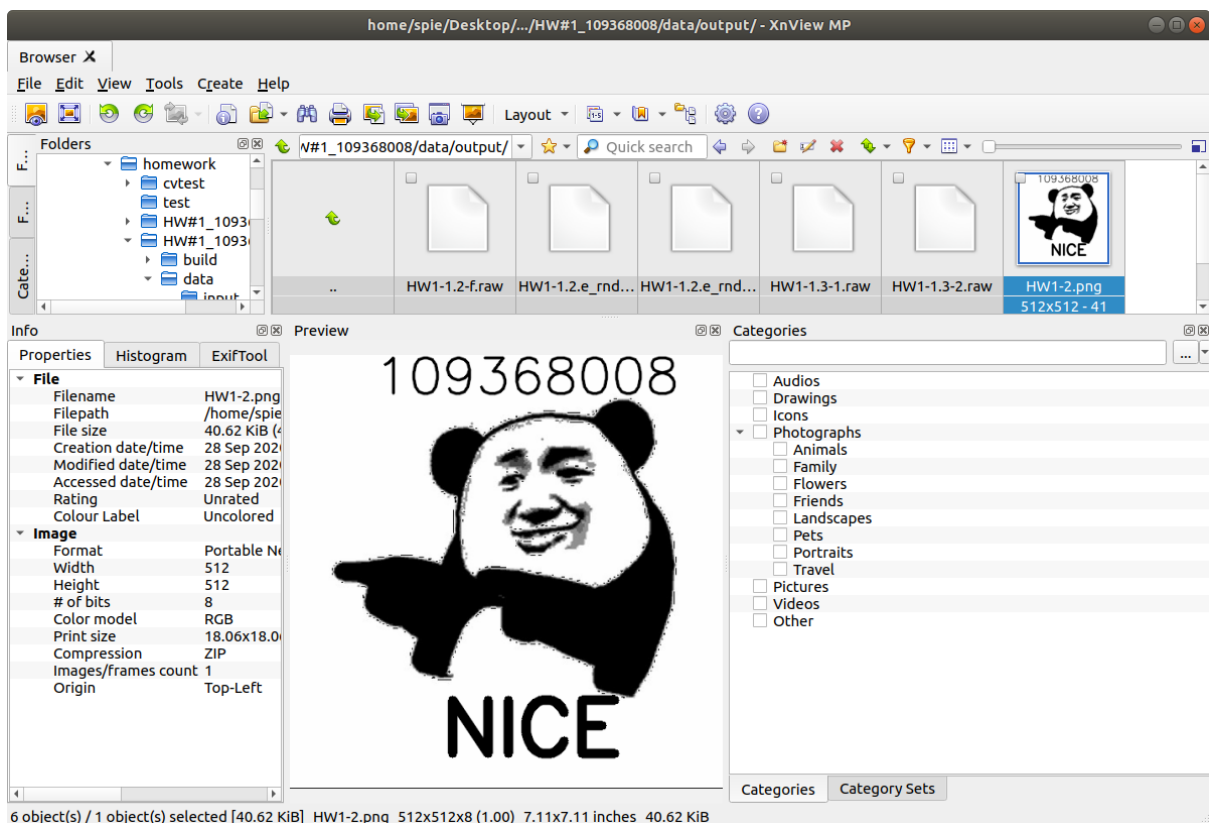 home/spie/Desktop/.../HW#1_109368008/data/output/ - XnView MP
Browser
File Edit View Tools Create Help
Layout
Folders
V#1_109368008/data/output/
Quick search
F...
F...
Cate...
homework
cvtest
test
HW#1_1093
HW#1_1093
build
data
input
..
HW1-1.2-f.raw
HW1-1.2.e_rnd...
HW1-1.2.e_rnd...
HW1-1.3-1.raw
HW1-1.3-2.raw
109368008
NICE
HW1-2.png
512x512 - 41
Info
Properties Histogram ExifTool
File
Filename HW1-2.png
Filepath /home/spie
File size 40.62 KiB (4
Creation date/time 28 Sep 202
Modified date/time 28 Sep 202
Accessed date/time 28 Sep 202
Rating Unrated
Colour Label Uncolored
Image
Format Portable Ne
Width 512
Height 512
# of bits 8
Color model RGB
Print size 18.06x18.0
Compression ZIP
Images/frames count 1
Origin Top-Left
Preview
109368008
NICE
Categories
...
Audios
Drawings
Icons
Photographs
Animals
Family
Flowers
Friends
Landscapes
Pets
Portraits
Travel
Pictures
Videos
Other
Categories Category Sets
6 object(s) / 1 object(s) selected [40.62 KiB] HW1-2.png 512x512x8 (1.00) 7.11x7.11 inches 40.62 KiB